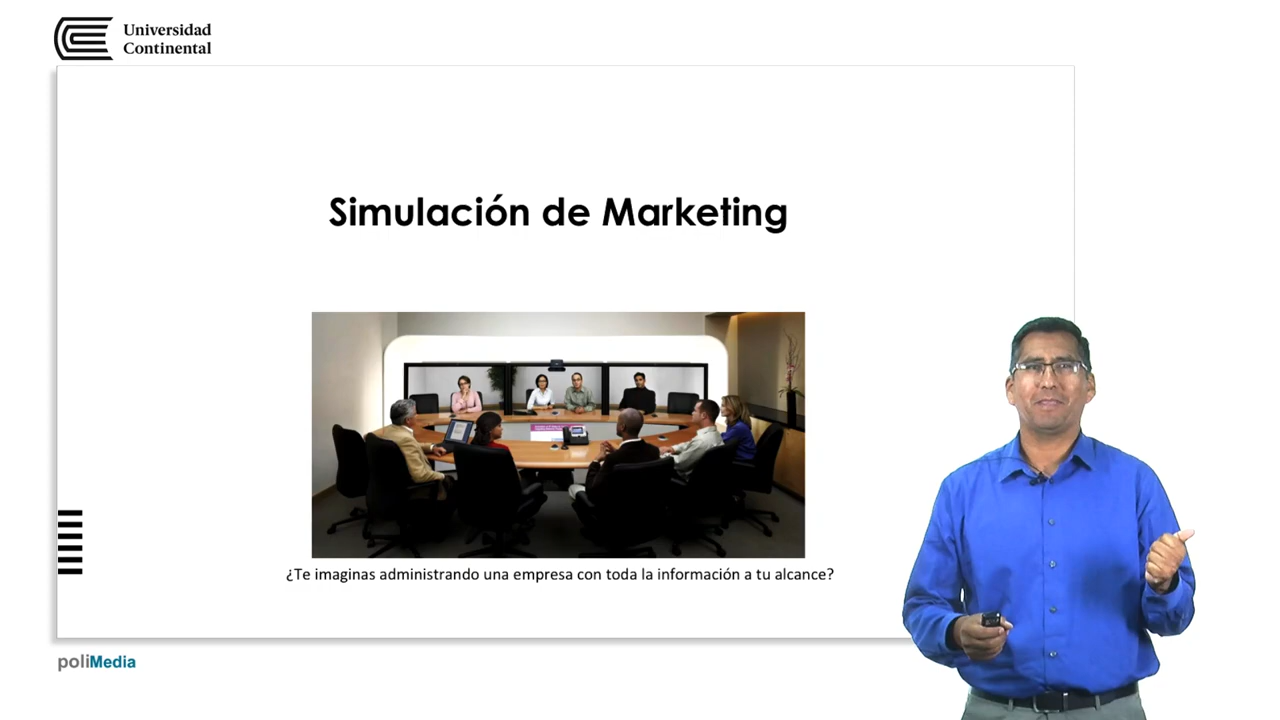 Universidad
Continental
Simulación de Marketing
¿Te imaginas administrando una empresa con toda la información a tu alcance?
poliMedia